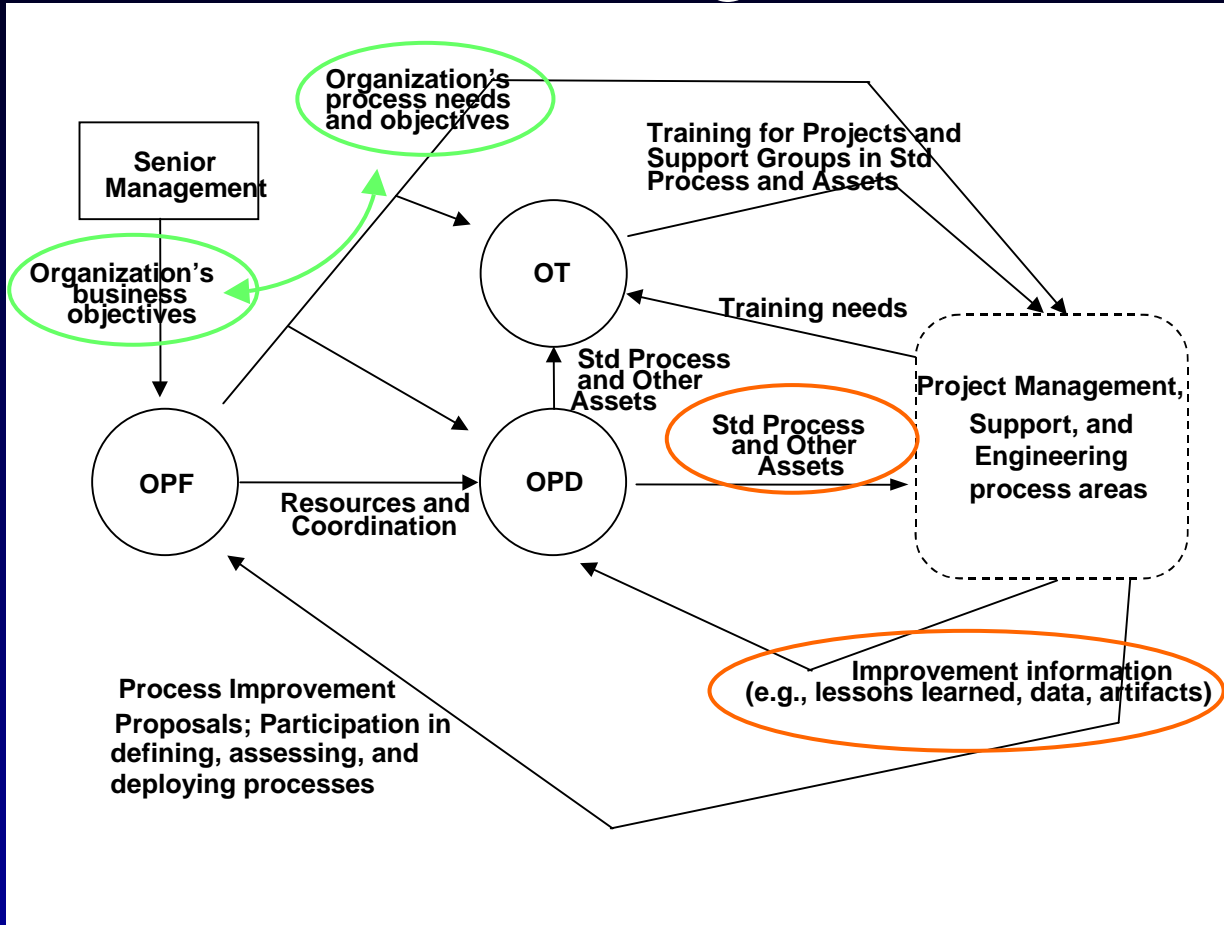 Organization's
process needs
and objectives
Senior
Management
Training for Projects and
Support Groups in Std
Process and Assets
Organization's
business
objectives
OT
Training needs
Std Process
and Other
Assets
Project Management,
Support, and
Engineering
process areas
Std Process
and Other
Assets
OPF
OPD
Resources and
Coordination
Improvement information
(e.g., lessons learned, data, artifacts)
Process Improvement
Proposals; Participation in
defining, assessing, and
deploying processes